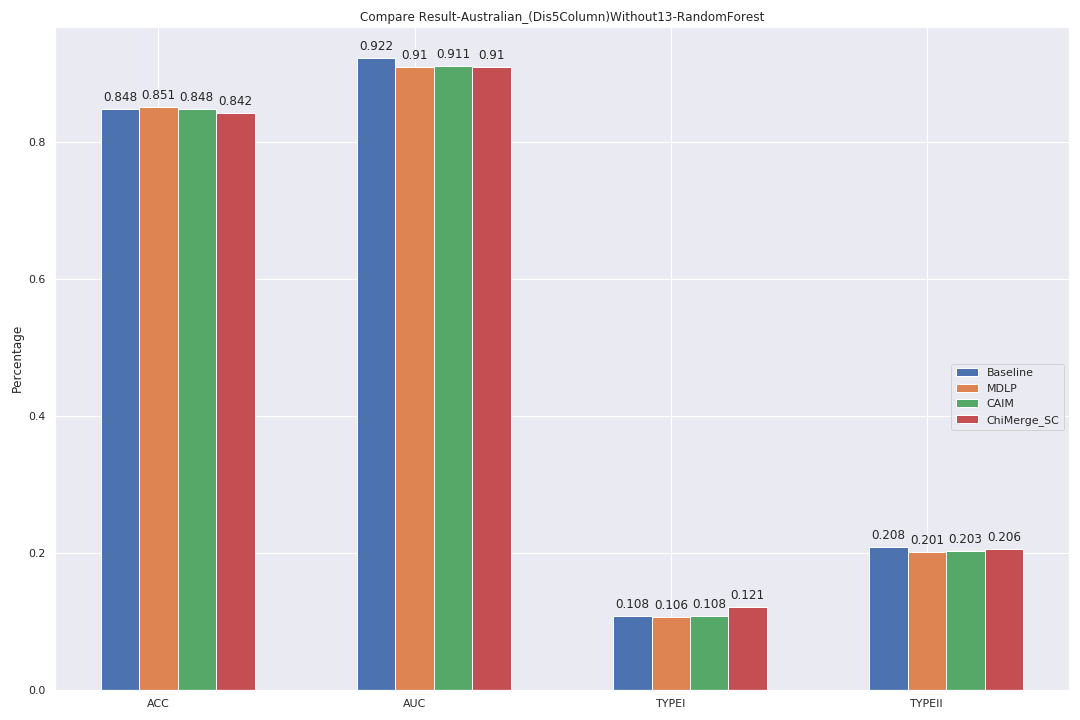 Compare Result-Australian_(Dis5Column)Without13-RandomForest
Percentage
0.8
0.6
0.4
0.2
0.0
0.848 0.851 0.848 0.842
0.922 0.91 0.911 0.91
0.108 0.106 0.108 0.121
0.208 0.201 0.203 0.206
ACC AUC TYPEI TYPEII
Baseline
MDLP
CAIM
ChiMerge_SC